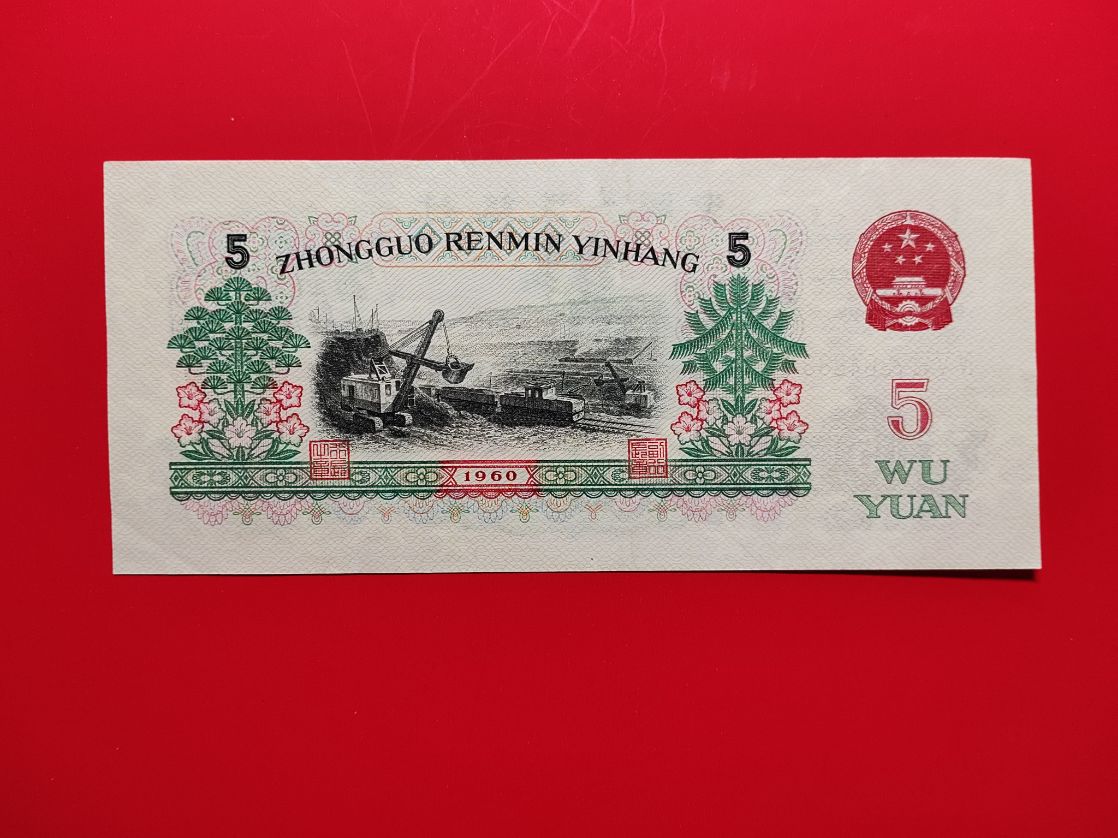 5 ZHONGGUO RENMIN YINHANG 5
5
WU
YUAN
1960